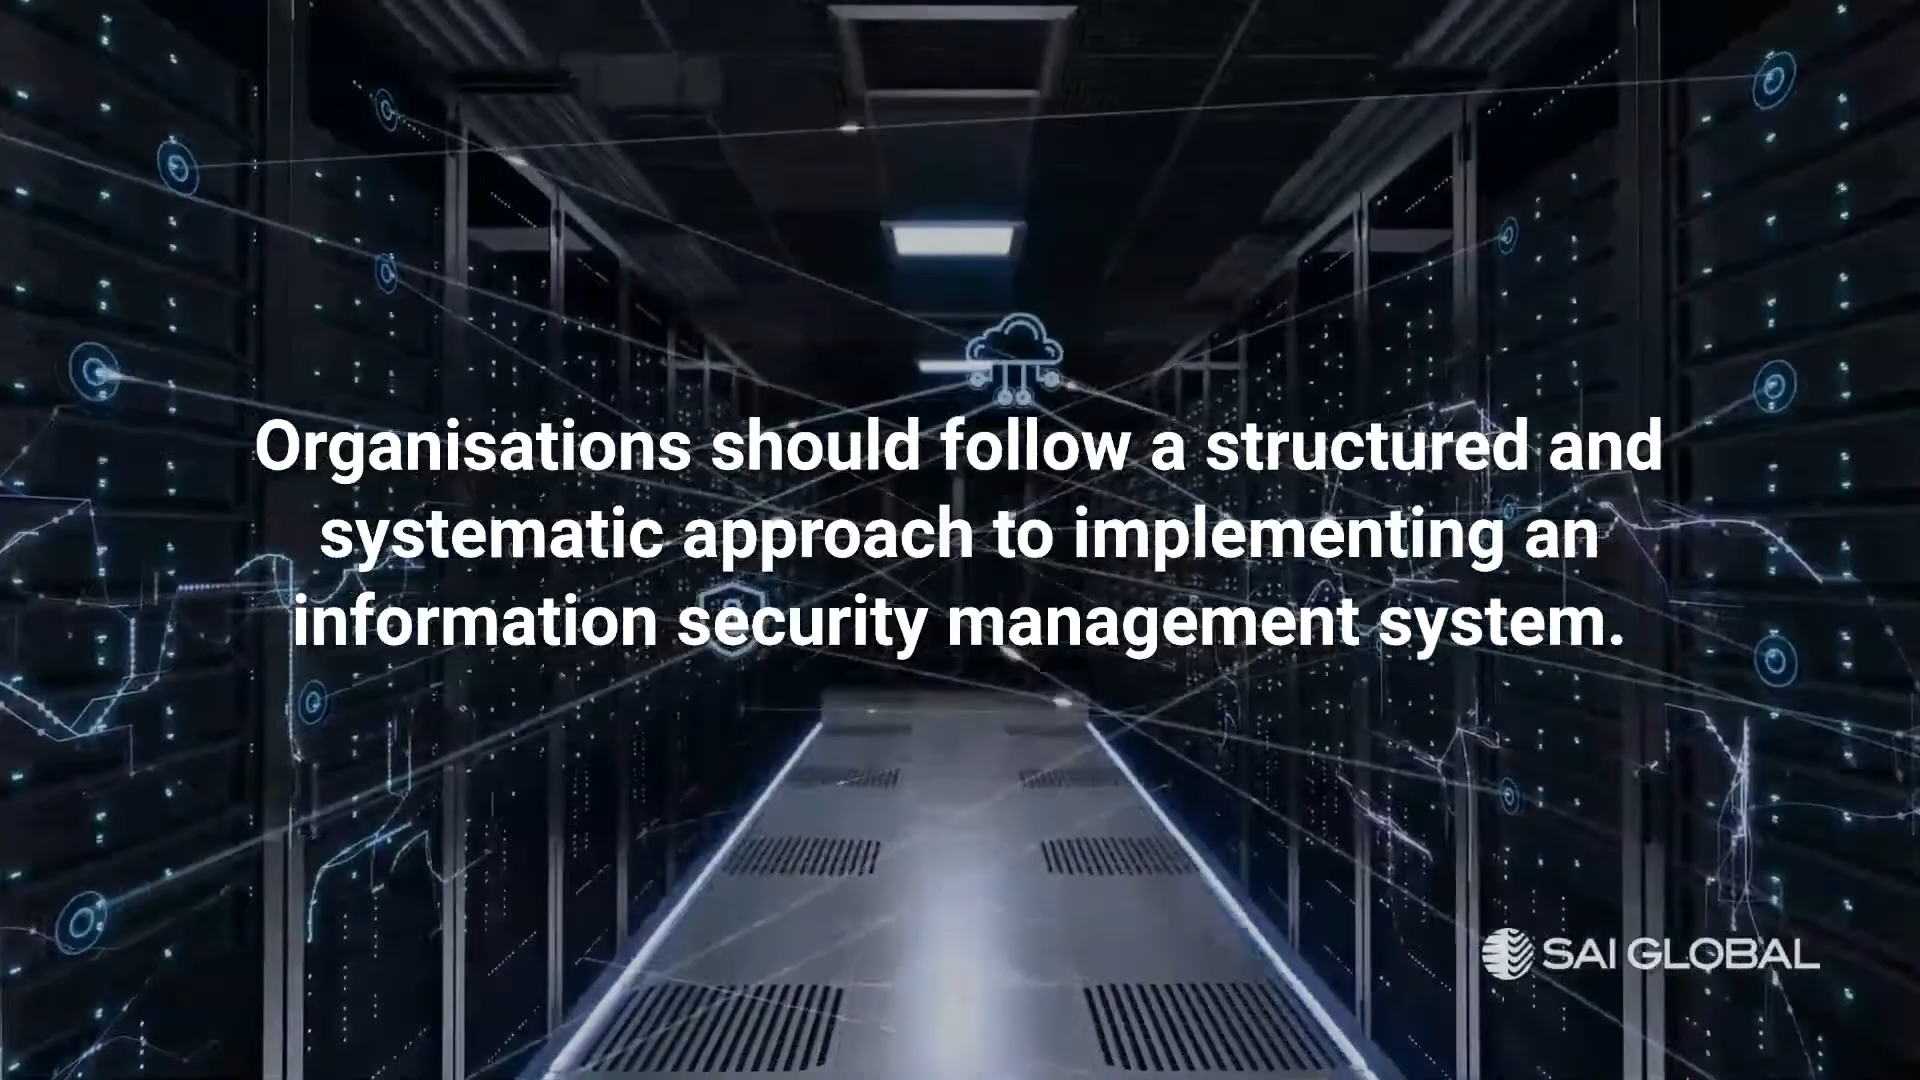 Organisations should follow a structured and
systematic approach to implementing an
information security management system.
SAI GLOBAL